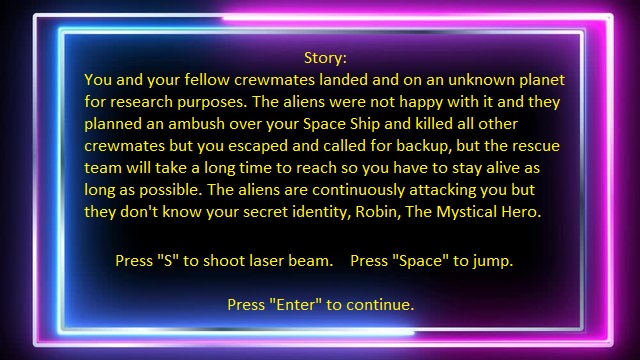 Story:
You and your fellow crewmates landed and on an unknown planet
for research purposes. The aliens were not happy with it and they
planned an ambush over your Space Ship and killed all other
crewmates but you escaped and called for backup, but the rescue
team will take a long time to reach so you have to stay alive as
long as possible. The aliens are continuously attacking you but
they don't know your secret identity, Robin, The Mystical Hero.
Press "S" to shoot laser beam. Press "Space" to jump.
Press "Enter" to continue.